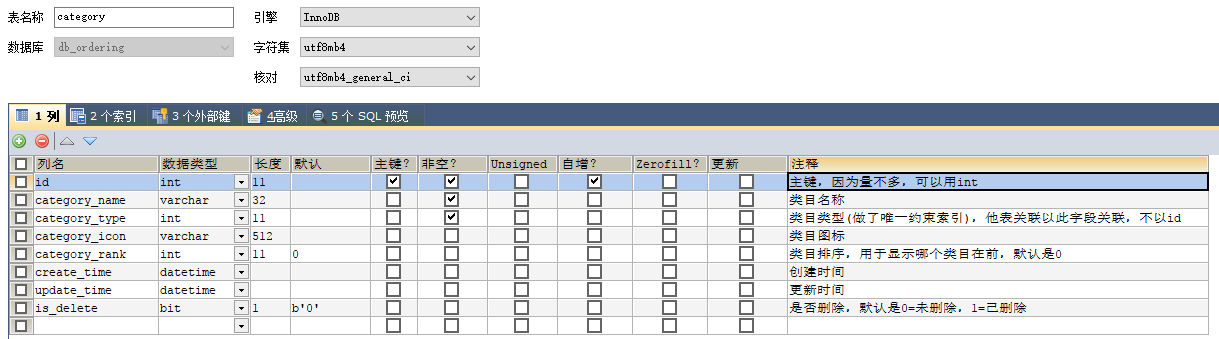 表名称 category 引擎 InnoDB
数据库 db_ordering 字符集 utf8mb4
核对 utf8mb4_general_ci
1 列 2 个索引 3 个外部键 4高级 5 个 SQL 预览
列名 数据类型 长度 默认 主键? 非空? Unsigned 自增? Zerofill? 更新 注释
id int 11 主键，因为量不多，可以用int
category_name varchar 32 类目名称
category_type int 11 类目类型(做了唯一约束索引)，他表关联以此字段关联，不以id
category_icon varchar 512 类目图标
category_rank int 11 0 类目排序，用于显示哪个类目在前，默认是0
create_time datetime 创建时间
update_time datetime 更新时间
is_delete bit 1 b'0' 是否删除，默认是0=未删除，1=已删除